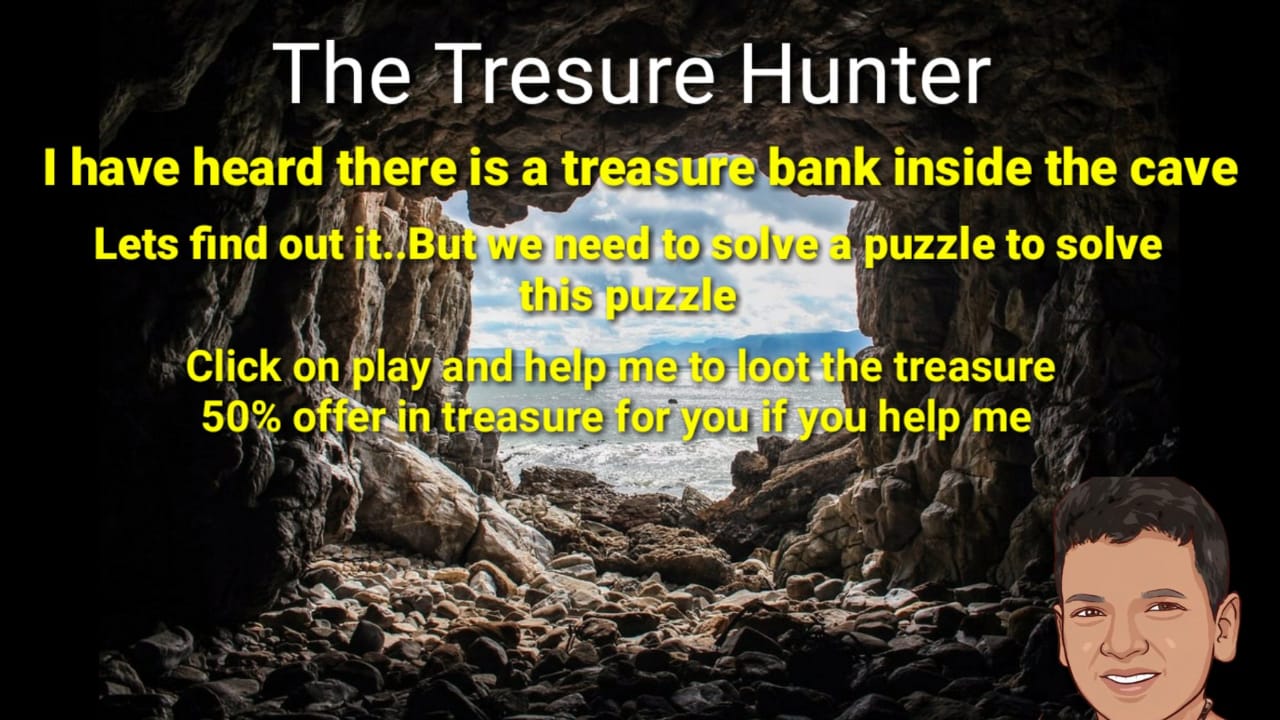 The Tresure Hunter
I have heard there is a treasure bank inside the cave
Lets find out it..But we need to solve a puzzle to solve
this puzzle
Click on play and help me to loot the treasure
50% offer in treasure for you if you help me